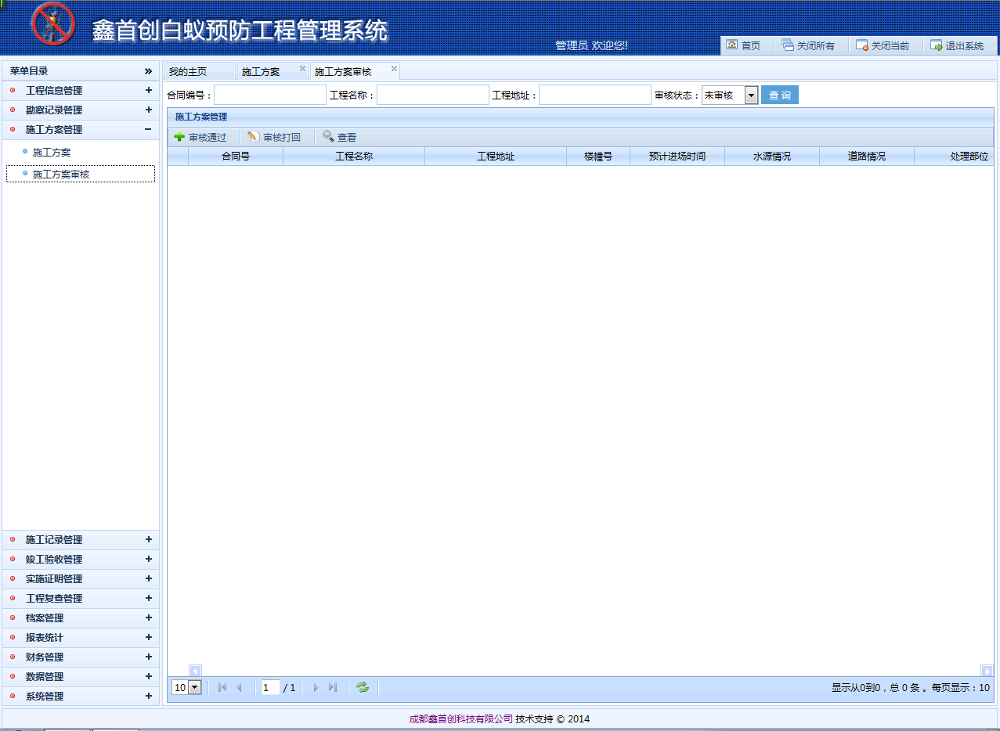 鑫首创白蚁预防工程管理系统
管理员 欢迎您!
首页 关闭所有 关闭当前 退出系统
菜单目录
工程信息管理
勘察记录管理
施工方案管理
施工方案
施工方案审核
施工记录管理
竣工验收管理
实施证明管理
工程复查管理
档案管理
报表统计
财务管理
数据管理
系统管理
我的主页 施工方案 施工方案审核
合同编号： 工程名称： 工程地址： 审核状态： 未审核 查 询
施工方案管理
审核通过 审核打回 查看
合同号 工程名称 工程地址 楼幢号 预计进场时间 水源情况 道路情况 处理部位
10 1 / 1 显示从0到0，总 0 条 。每页显示：10
成都鑫首创科技有限公司 技术支持 © 2014